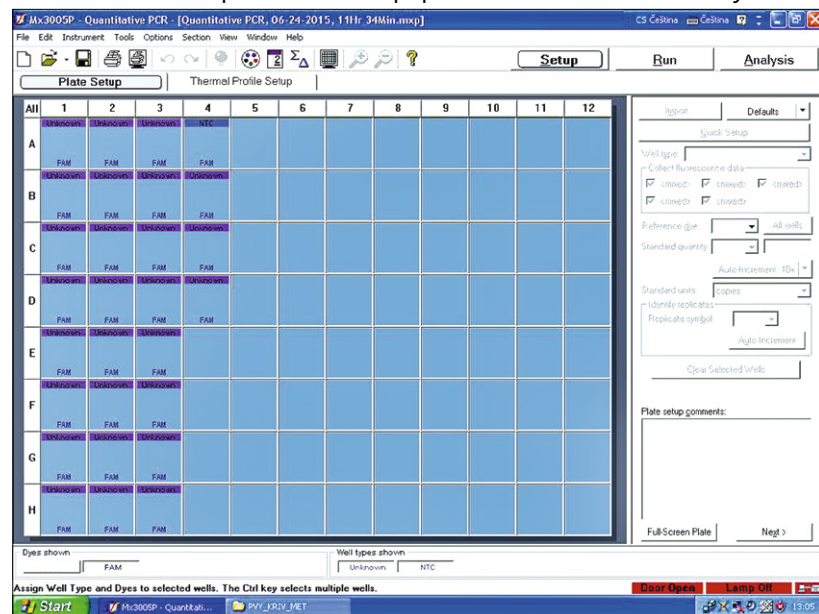 Mx3005P - Quantitative PCR - [Quantitative PCR, 06-24-2015, 11Hr 34Min.mxp]
CS Čeština Čeština
File Edit Instrument Tools Options Section View Window Help
Setup Run Analysis
Plate Setup Thermal Profile Setup
All 1 2 3 4 5 6 7 8 9 10 11 12
Unknown Unknown Unknown NTC
A
FAM FAM FAM FAM
Unknown Unknown Unknown Unknown
B
FAM FAM FAM FAM
Unknown Unknown Unknown Unknown
C
FAM FAM FAM FAM
Unknown Unknown Unknown Unknown
D
FAM FAM FAM FAM
Unknown Unknown Unknown
E
FAM FAM FAM
Unknown Unknown Unknown
F
FAM FAM FAM
Unknown Unknown Unknown
G
FAM FAM FAM
Unknown Unknown Unknown
H
FAM FAM FAM
Import Defaults
Quick Setup
Well type:
Collect fluorescence data
<mixed> <mixed> <mixed>
<mixed> <mixed>
Reference dye All wells
Standard quantity
Auto-Increment 10x
Standard units copies
Identify replicates
Replicate symbol
Auto Increment
Clear Selected Wells
Plate setup comments:
Full-Screen Plate Next >
Dyes shown
FAM
Well types shown
Unknown NTC
Assign Well Type and Dyes to selected wells. The Ctrl key selects multiple wells.
Door Open Lamp Off
Start Mx3005P - Quantitati... PVY_KRIV_MET 13:05